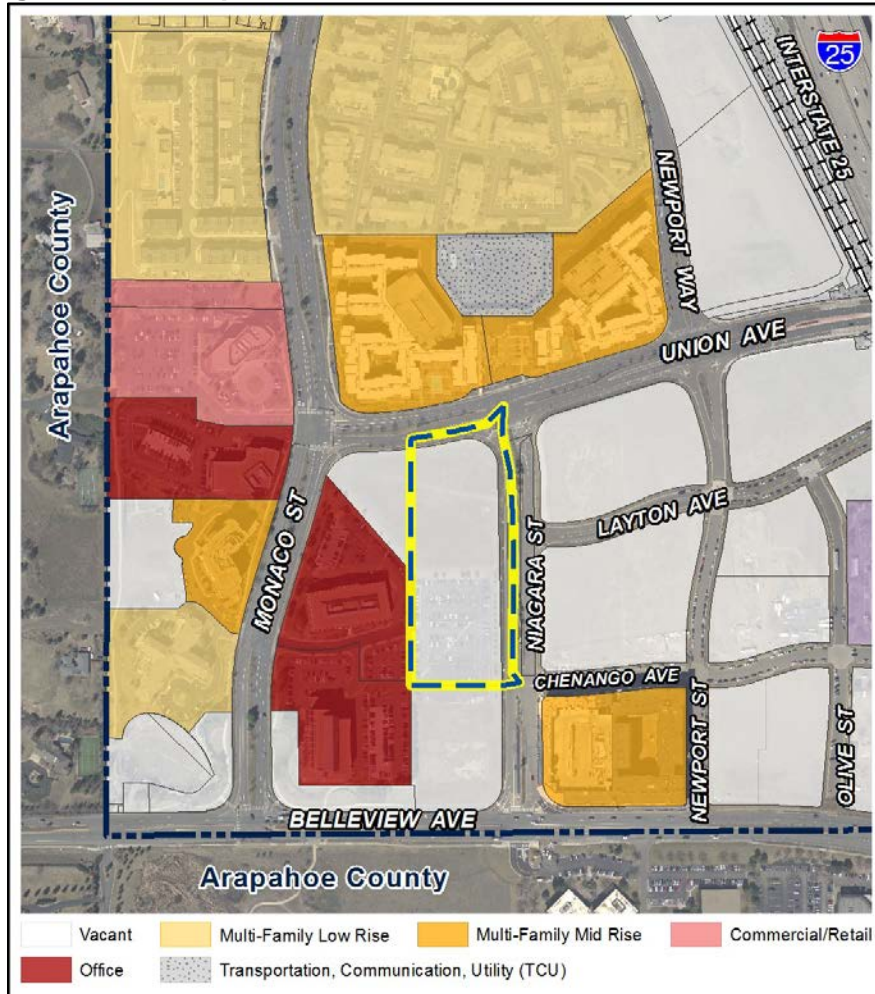 INTERSTATE 25
25
NEWPORT WAY
Arapahoe County
UNION AVE
MONACO ST
LAYTON AVE
NIAGARA ST
CHENANGO AVE
NEWPORT ST
OLIVE ST
BELLEVIEW AVE
Arapahoe County
Vacant
Multi-Family Low Rise
Multi-Family Mid Rise
Commercial/Retail
Office
Transportation, Communication, Utility (TCU)